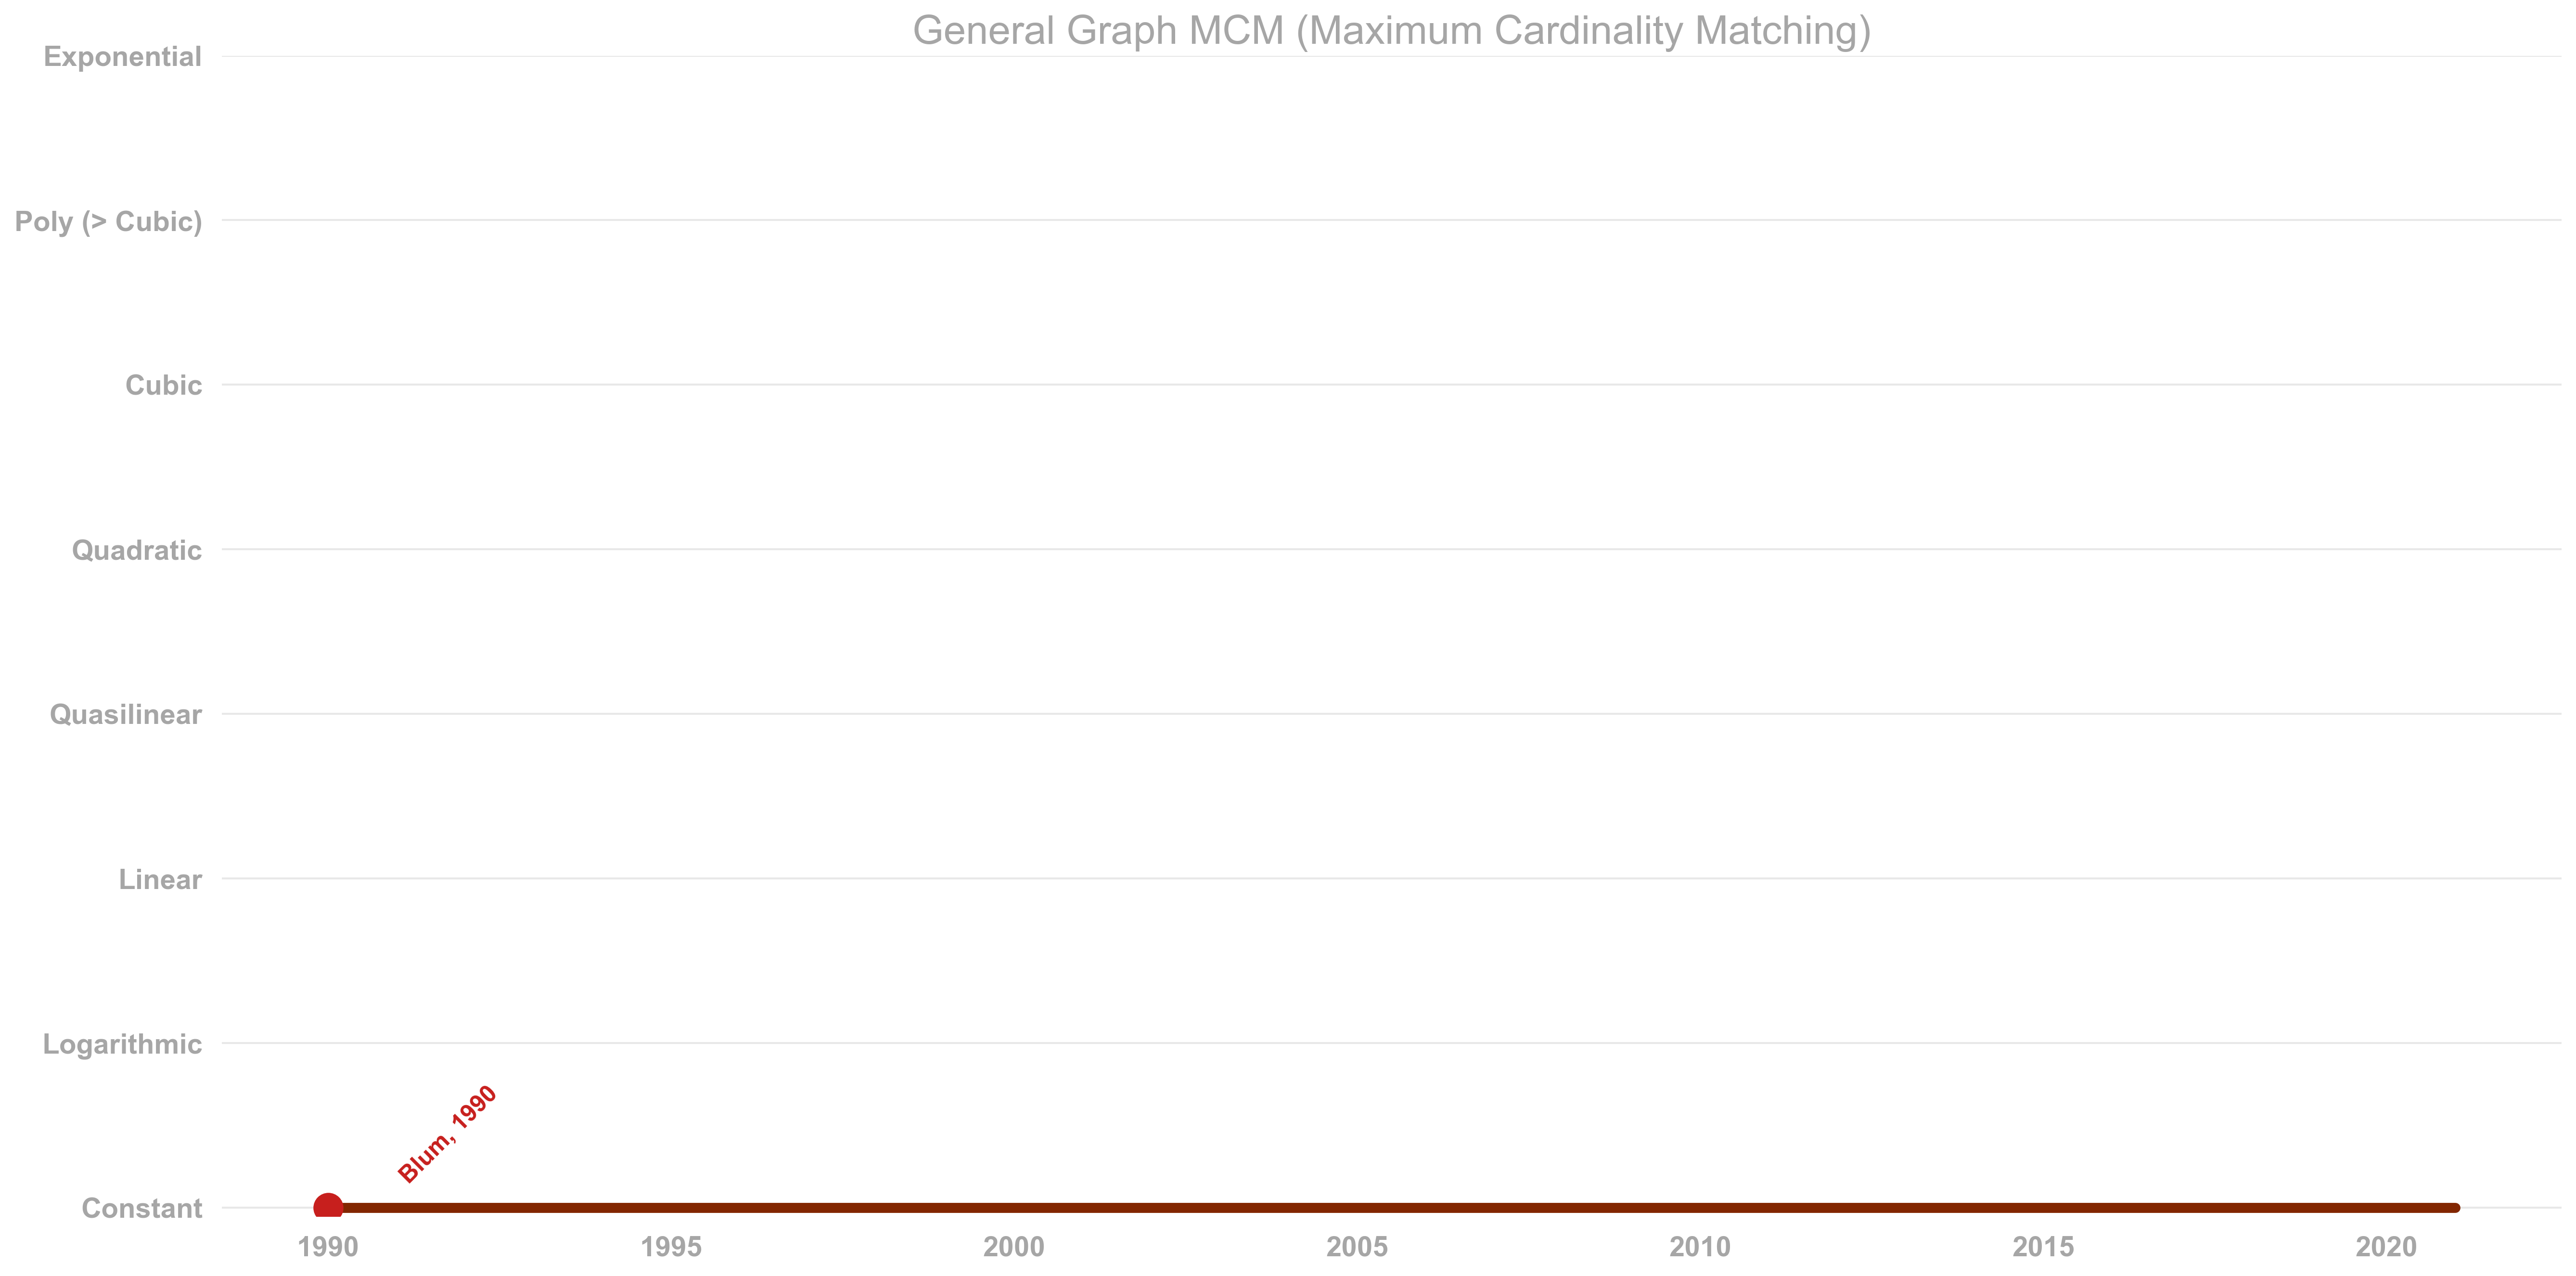 General Graph MCM (Maximum Cardinality Matching)
Exponential
Poly (> Cubic)
Cubic
Quadratic
Quasilinear
Linear
Logarithmic
Blum, 1990
Constant
1990 1995 2000 2005 2010 2015 2020